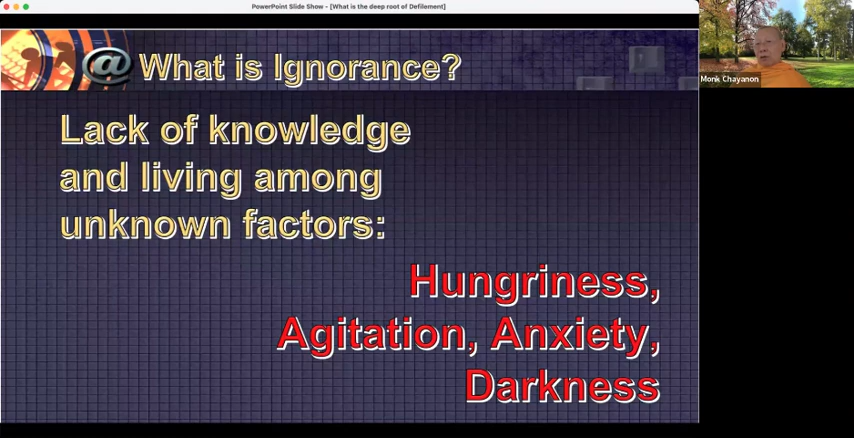 PowerPoint Slide Show - [What is the deep root of Defilement]
@ What is Ignorance?
Lack of knowledge
and living among
unknown factors:
Hungriness,
Agitation, Anxiety,
Darkness
Monk Chayanon